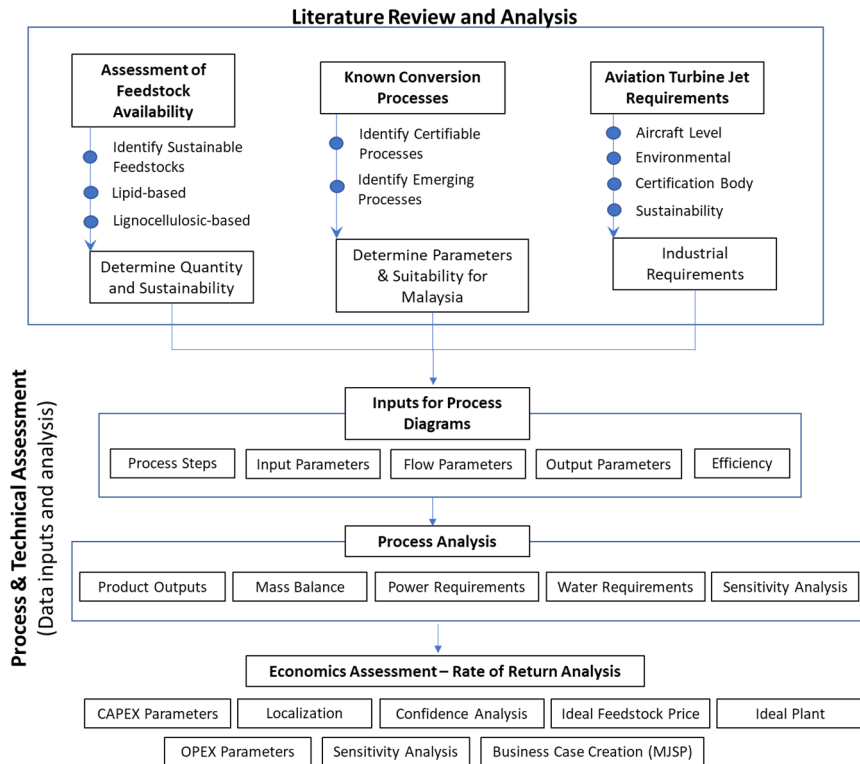 Literature Review and Analysis
Assessment of
Feedstock
Availability
Identify Sustainable
Feedstocks
Lipid-based
Lignocellulosic-based
Determine Quantity
and Sustainability
Known Conversion
Processes
Identify Certifiable
Processes
Identify Emerging
Processes
Determine Parameters
& Suitability for
Malaysia
Aviation Turbine Jet
Requirements
Aircraft Level
Environmental
Certification Body
Sustainability
Industrial
Requirements
Process & Technical Assessment
(Data inputs and analysis)
Inputs for Process
Diagrams
Process Steps
Input Parameters
Flow Parameters
Output Parameters
Efficiency
Process Analysis
Product Outputs
Mass Balance
Power Requirements
Water Requirements
Sensitivity Analysis
Economics Assessment – Rate of Return Analysis
CAPEX Parameters
Localization
Confidence Analysis
Ideal Feedstock Price
Ideal Plant
OPEX Parameters
Sensitivity Analysis
Business Case Creation (MJSP)